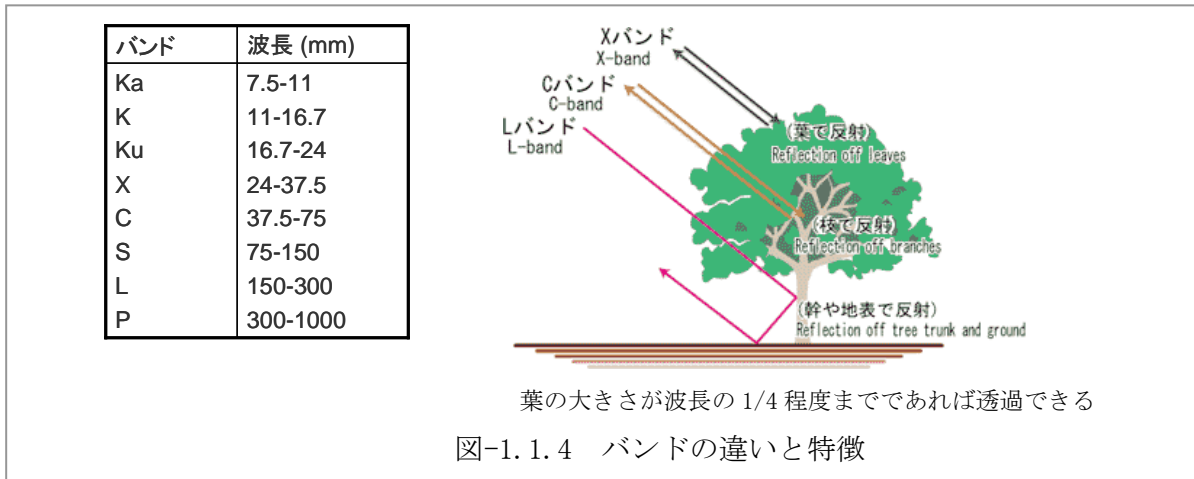 バンド 波長 (mm)
Ka 7.5-11
K 11-16.7
Ku 16.7-24
X 24-37.5
C 37.5-75
S 75-150
L 150-300
P 300-1000
Xバンド
X-band
Cバンド
C-band
Lバンド
L-band
(葉で反射)
Reflection off leaves
(枝で反射)
Reflection off branches
(幹や地表で反射)
Reflection off tree trunk and ground
葉の大きさが波長の 1/4 程度までであれば透過できる
図-1.1.4 バンドの違いと特徴